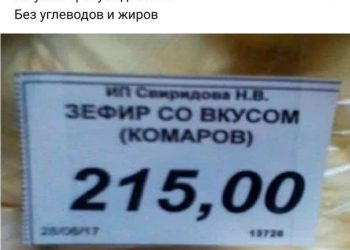 Без углеводов и жиров
ИП Свиридова Н.В.
ЗЕФИР СО ВКУСОМ
(КОМАРОВ)
215,00
28/06/17 13728